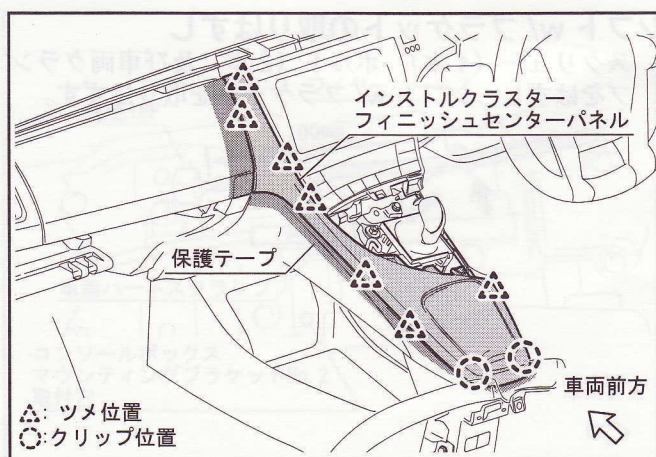 インストルクラスター
フィニッシュセンターパネル
保護テープ
△: ツメ位置
○:クリップ位置
車両前方